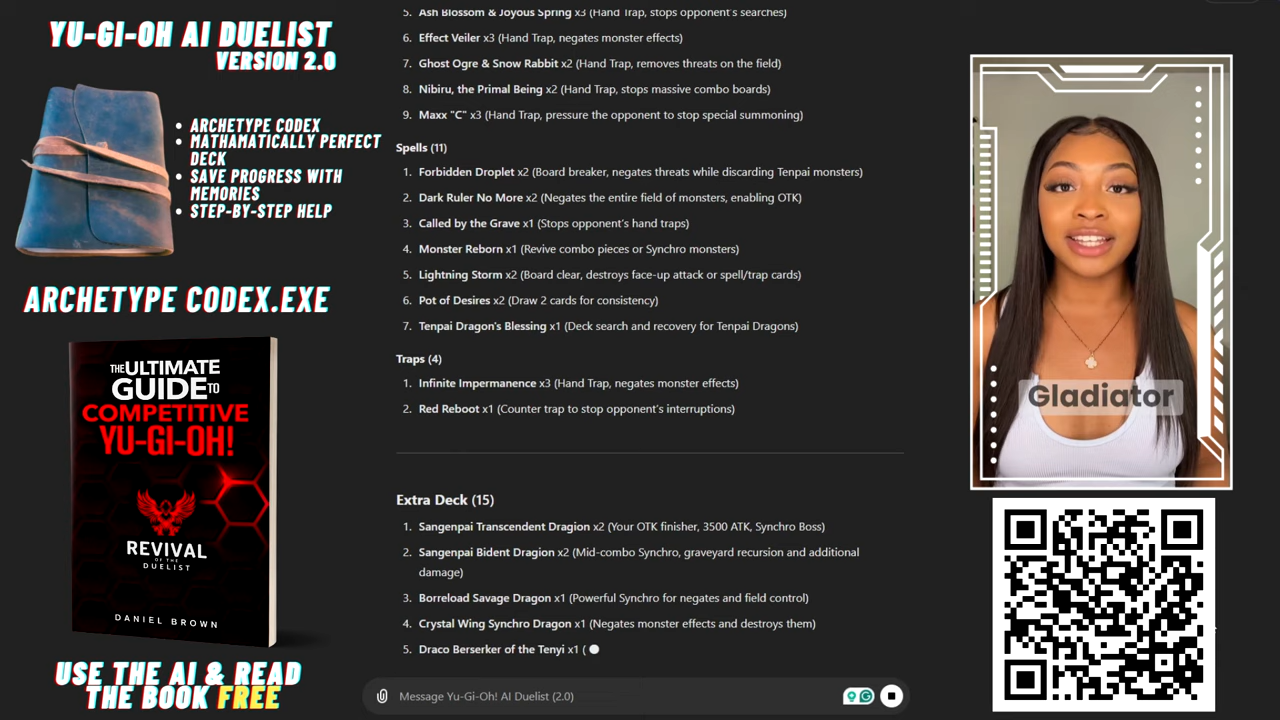 YU-GI-OH AI DUELIST
VERSION 2.0
• ARCHETYPE CODEX
• MATHAMATICALLY PERFECT
DECK
• SAVE PROGRESS WITH
MEMORIES
• STEP-BY-STEP HELP
ARCHETYPE CODEX.EXE
THE ULTIMATE
GUIDE TO
COMPETITIVE
YU-GI-OH!
REVIVAL
OF THE
DUELIST
DANIEL BROWN
USE THE AI & READ
THE BOOK FREE
5. Ash Blossom & Joyous Spring x3 (Hand Trap, stops opponent's searches)
6. Effect Veiler x3 (Hand Trap, negates monster effects)
7. Ghost Ogre & Snow Rabbit x2 (Hand Trap, removes threats on the field)
8. Nibiru, the Primal Being x2 (Hand Trap, stops massive combo boards)
9. Maxx "C" x3 (Hand Trap, pressure the opponent to stop special summoning)
Spells (11)
1. Forbidden Droplet x2 (Board breaker, negates threats while discarding Tenpai monsters)
2. Dark Ruler No More x2 (Negates the entire field of monsters, enabling OTK)
3. Called by the Grave x1 (Stops opponent's hand traps)
4. Monster Reborn x1 (Revive combo pieces or Synchro monsters)
5. Lightning Storm x2 (Board clear, destroys face-up attack or spell/trap cards)
6. Pot of Desires x2 (Draw 2 cards for consistency)
7. Tenpai Dragon's Blessing x1 (Deck search and recovery for Tenpai Dragons)
Traps (4)
1. Infinite Impermanence x3 (Hand Trap, negates monster effects)
2. Red Reboot x1 (Counter trap to stop opponent's interruptions)
Extra Deck (15)
1. Sangenpai Transcendent Dragion x2 (Your OTK finisher, 3500 ATK, Synchro Boss)
2. Sangenpai Bident Dragion x2 (Mid-combo Synchro, graveyard recursion and additional
damage)
3. Borreload Savage Dragon x1 (Powerful Synchro for negates and field control)
4. Crystal Wing Synchro Dragon x1 (Negates monster effects and destroys them)
5. Draco Berserker of the Tenyi x1 (
Message Yu-Gi-Oh! AI Duelist (2.0)
Gladiator